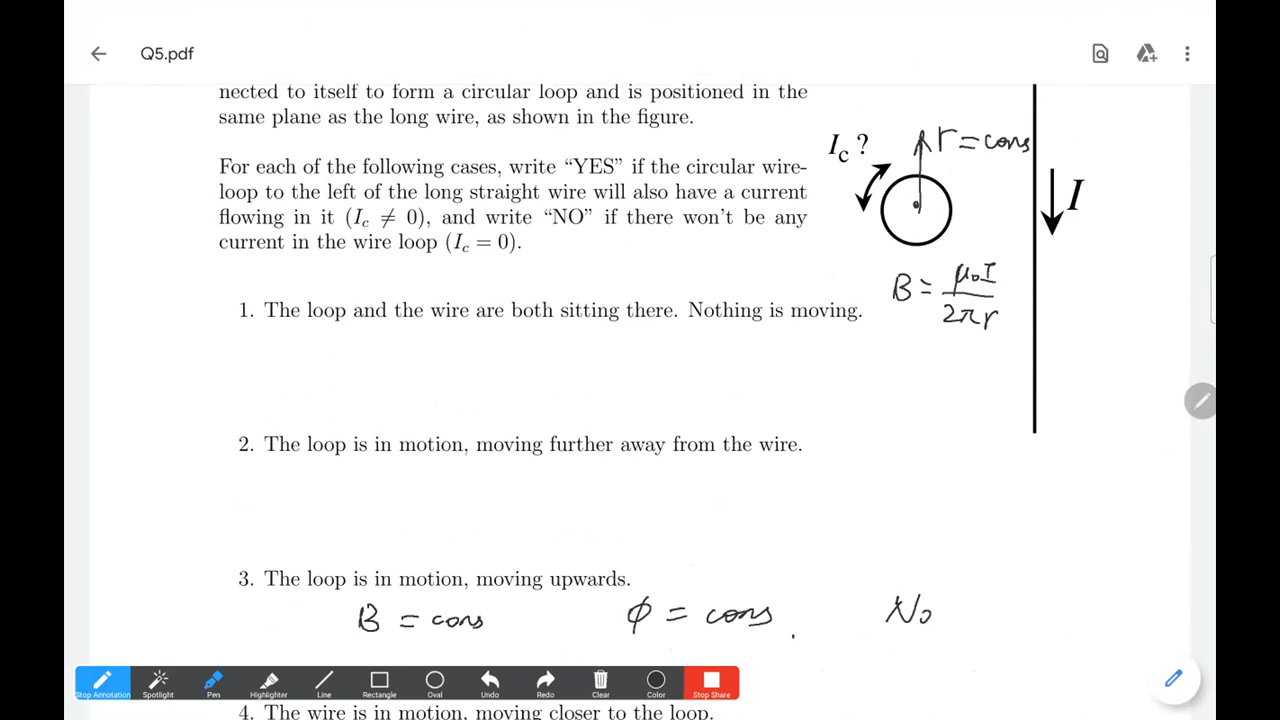 Q5.pdf
nected to itself to form a circular loop and is positioned in the
same plane as the long wire, as shown in the figure.
For each of the following cases, write “YES” if the circular wire-
loop to the left of the long straight wire will also have a current
flowing in it (I_c ≠ 0), and write “NO” if there won’t be any
current in the wire loop (I_c = 0).
I_c ?
r = cons
I
B = μ₀I / 2πr
1. The loop and the wire are both sitting there. Nothing is moving.
2. The loop is in motion, moving further away from the wire.
3. The loop is in motion, moving upwards.
B = cons ϕ = cons . No
Stop Annotation Spotlight Pen Highlighter Line Rectangle Oval Undo Redo Clear Color Stop Share
4. The wire is in motion, moving closer to the loop.